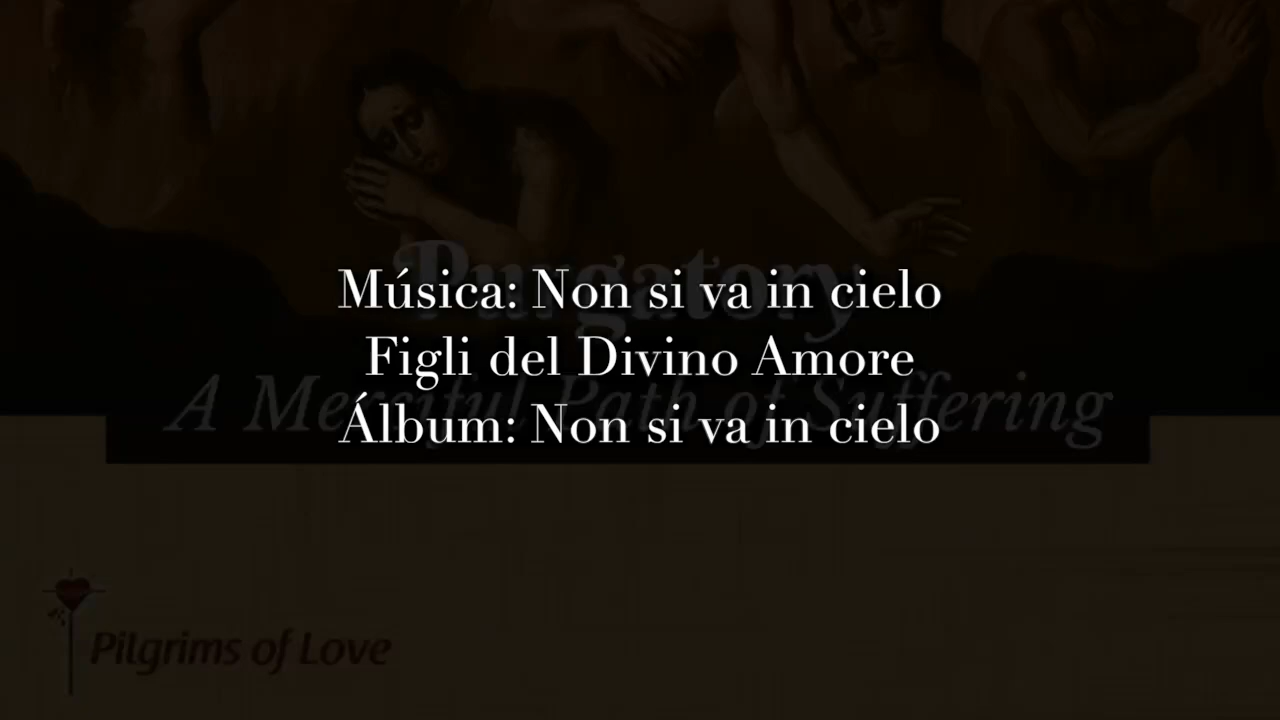 Música: Non si va in cielo
Figli del Divino Amore
Álbum: Non si va in cielo
Purgatory
A Merciful Path of Suffering
Pilgrims of Love